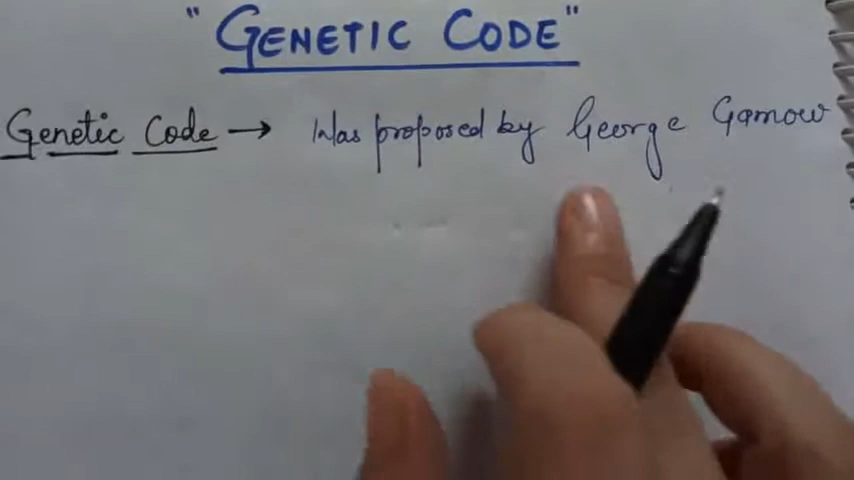 "GENETIC CODE"
Genetic Code → Was proposed by George Gamow